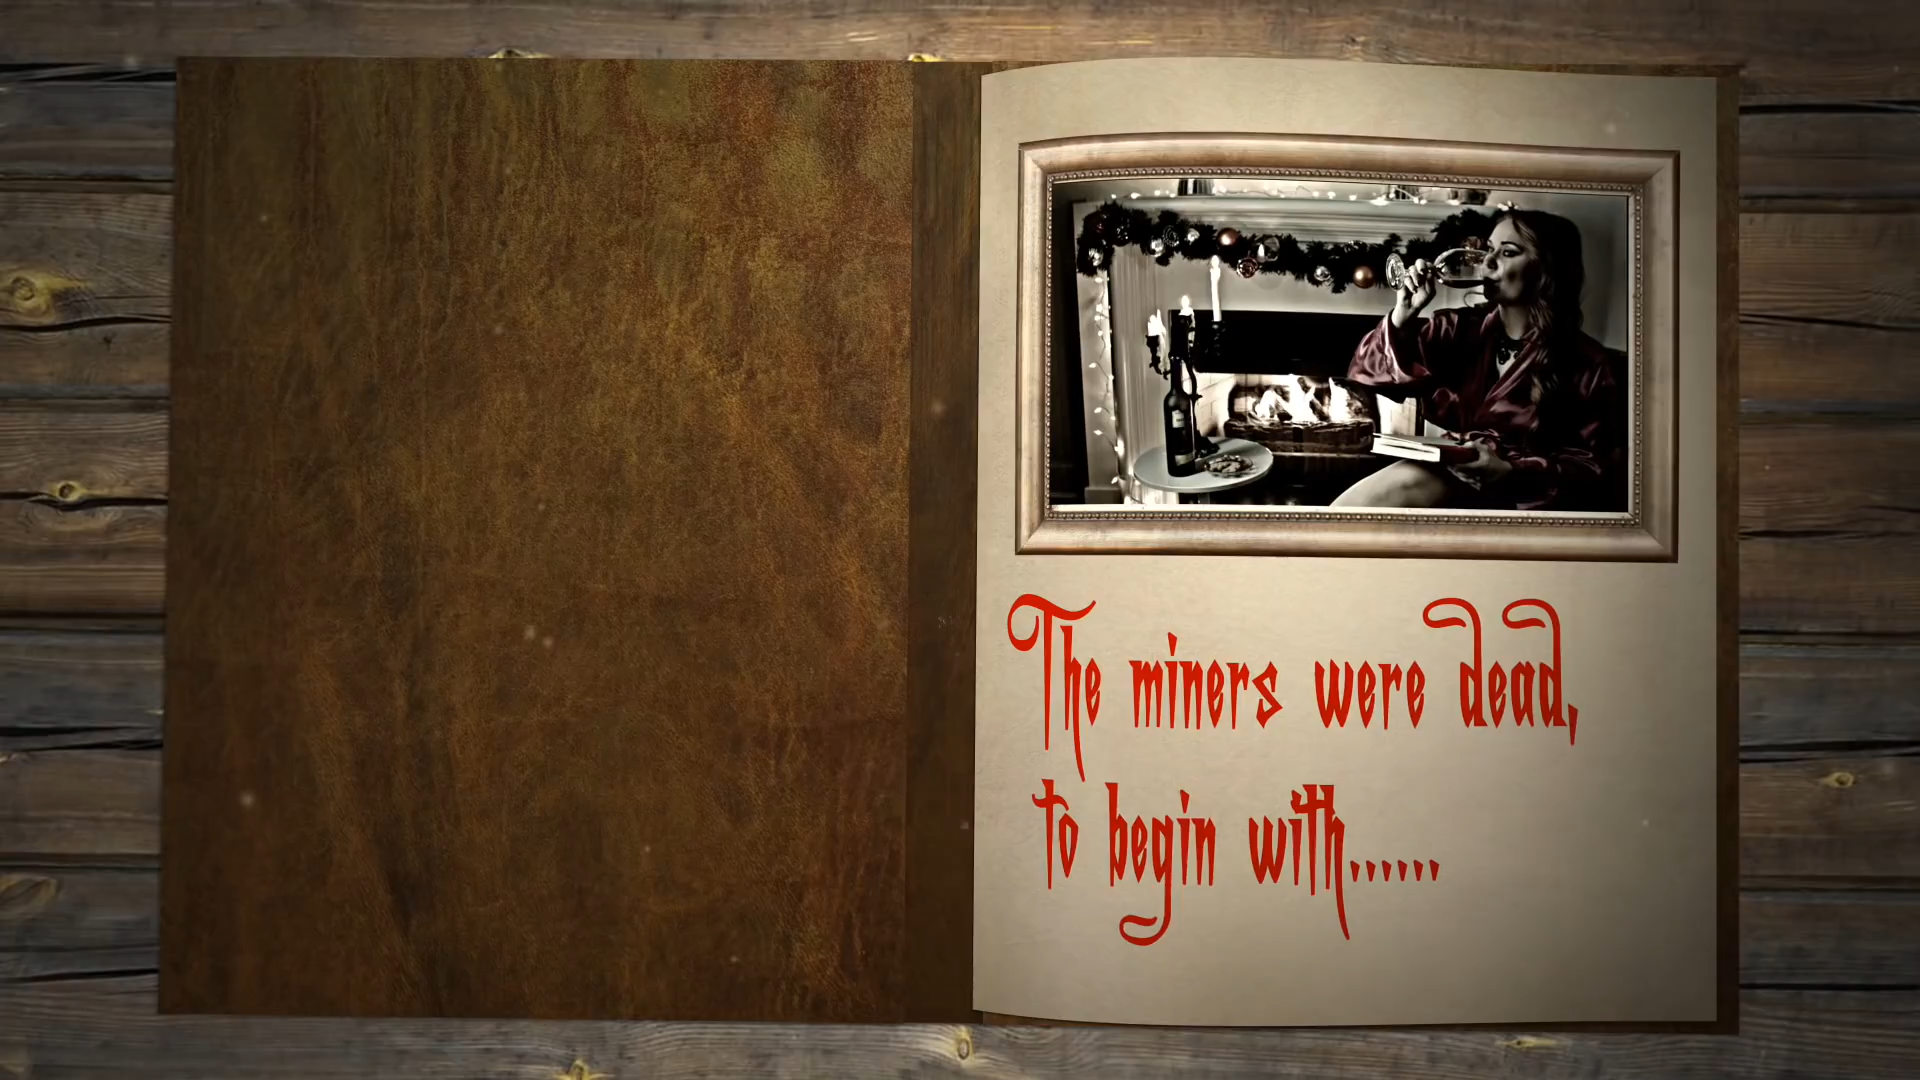 The miners were dead,
to begin with......